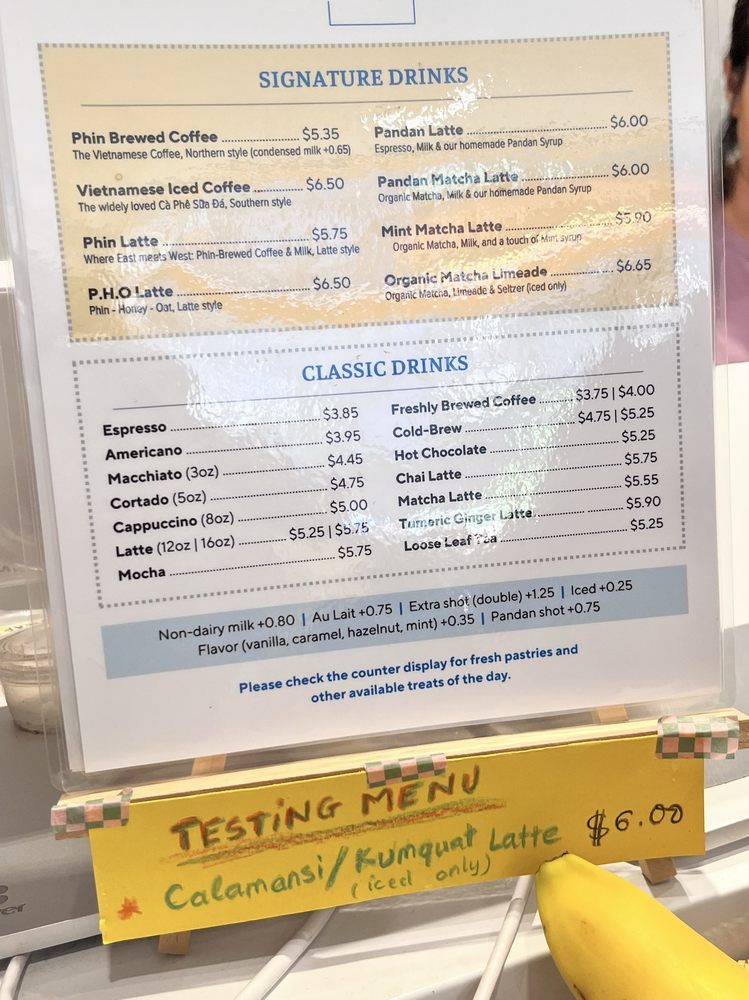 SIGNATURE DRINKS
Phin Brewed Coffee ........................ $5.35
The Vietnamese Coffee, Northern style (condensed milk +0.65)
Vietnamese Iced Coffee ............... $6.50
The widely loved Cà Phê Sữa Đá, Southern style
Phin Latte ........................................ $5.75
Where East meets West: Phin-Brewed Coffee & Milk, Latte style
P.H.O Latte ..................................... $6.50
Phin - Honey - Oat, Latte style
Pandan Latte ........................................ $6.00
Espresso, Milk & our homemade Pandan Syrup
Pandan Matcha Latte ......................... $6.00
Organic Matcha, Milk & our homemade Pandan Syrup
Mint Matcha Latte ............................... $5.90
Organic Matcha, Milk, and a touch of Mint syrup
Organic Matcha Limeade .................. $6.65
Organic Matcha, Limeade & Seltzer (iced only)
CLASSIC DRINKS
Espresso ............................................ $3.85
Americano ......................................... $3.95
Macchiato (3oz) .............................. $4.45
Cortado (5oz) .................................. $4.75
Cappuccino (8oz) ............................ $5.00
Latte (12oz | 16oz) ............ $5.25 | $5.75
Mocha ................................................ $5.75
Freshly Brewed Coffee ......... $3.75 | $4.00
Cold-Brew ............................. $4.75 | $5.25
Hot Chocolate .................................. $5.25
Chai Latte ......................................... $5.75
Matcha Latte .................................... $5.55
Turmeric Ginger Latte ..................... $5.90
Loose Leaf Tea ................................. $5.25
Non-dairy milk +0.80 | Au Lait +0.75 | Extra shot (double) +1.25 | Iced +0.25
Flavor (vanilla, caramel, hazelnut, mint) +0.35 | Pandan shot +0.75
Please check the counter display for fresh pastries and
other available treats of the day.
TESTING MENU
* Calamansi/Kumquat Latte $6.00
(iced only)